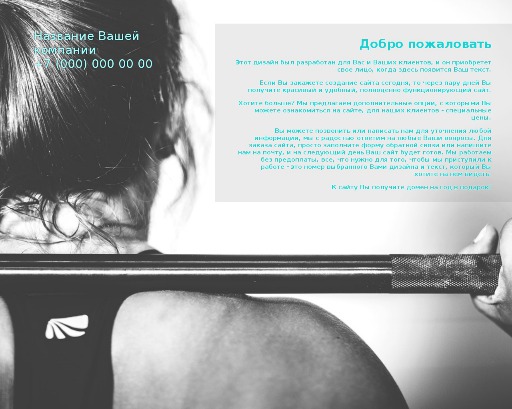 Название Вашей
компании
+7 (000) 000 00 00
Добро пожаловать
Этот дизайн был разработан для Вас и Ваших клиентов, и он приобретет
свое лицо, когда здесь появится Ваш текст.
Если Вы закажете создание сайта сегодня, то через пару дней Вы
получите красивый и удобный, полноценно функционирующий сайт.
Хотите больше? Мы предлагаем дополнительные опции, с которыми Вы
можете ознакомиться на сайте, для наших клиентов - специальные
цены.
Вы можете позвонить или написать нам для уточнения любой
информации, мы с радостью ответим на любые Ваши вопросы. Для
заказа сайта, просто заполните форму обратной связи или напишите
нам на почту, и на следующий день Ваш сайт будет готов. Мы работаем
без предоплаты, все, что нужно для того, чтобы мы приступили к
работе - это номер выбранного Вами дизайна и текст, который Вы
хотите на нем видеть.
К сайту Вы получите домен на год в подарок.